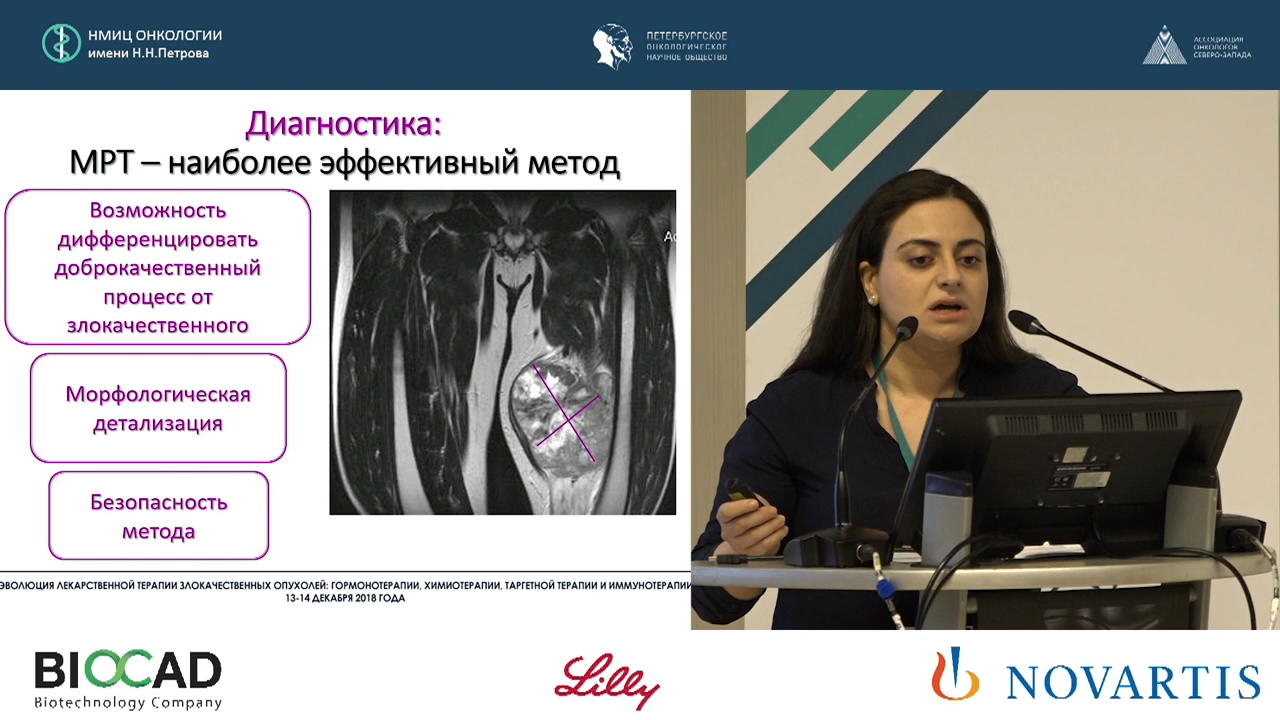 НМИЦ ОНКОЛОГИИ
имени Н.Н.Петрова
ПЕТЕРБУРГСКОЕ
ОНКОЛОГИЧЕСКОЕ
НАУЧНОЕ ОБЩЕСТВО
АССОЦИАЦИЯ
ОНКОЛОГОВ
СЕВЕРО-ЗАПАДА
Диагностика:
МРТ – наиболее эффективный метод
Возможность
дифференцировать
доброкачественный
процесс от
злокачественного
Морфологическая
детализация
Безопасность
метода
ЭВОЛЮЦИЯ ЛЕКАРСТВЕННОЙ ТЕРАПИИ ЗЛОКАЧЕСТВЕННЫХ ОПУХОЛЕЙ: ГОРМОНОТЕРАПИИ, ХИМИОТЕРАПИИ, ТАРГЕТНОЙ ТЕРАПИИ И ИММУНОТЕРАПИИ
13-14 ДЕКАБРЯ 2018 ГОДА
BIOCAD
Biotechnology Company
Lilly
NOVARTIS